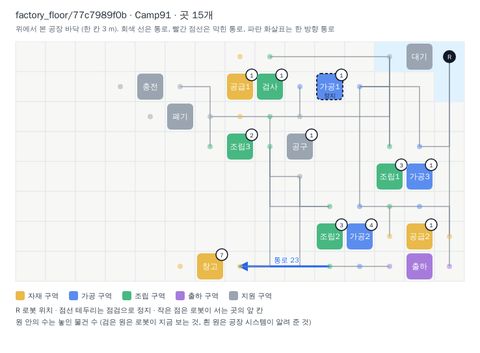 factory_floor/77c7989f0b · Camp91 · 곳 15개
위에서 본 공장 바닥 (한 칸 3 m). 회색 선은 통로, 빨간 점선은 막힌 통로, 파란 화살표는 한 방향 통로
대기
R
충전
공급1
1
검사
1
가공1
1
정지
폐기
조립3
2
공구
1
조립1
3
가공3
1
조립2
3
가공2
4
공급2
1
통로 23
창고
7
출하
자재 구역
가공 구역
조립 구역
출하 구역
지원 구역
R 로봇 위치 · 점선 테두리는 점검으로 정지 · 작은 점은 로봇이 서는 곳의 앞 칸
원 안의 수는 놓인 물건 수 (검은 원은 로봇이 지금 보는 것, 흰 원은 공장 시스템이 알려 준 것)